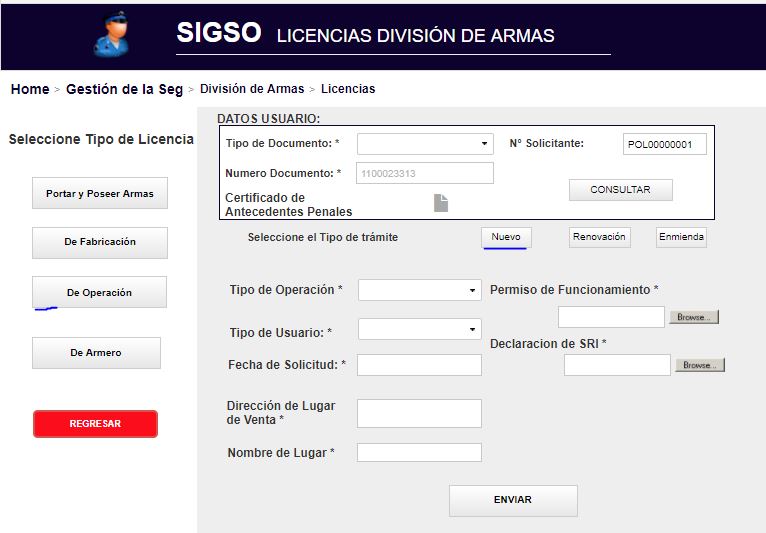 SIGSO LICENCIAS DIVISIÓN DE ARMAS
Home > Gestión de la Seg > División de Armas > Licencias
Seleccione Tipo de Licencia
Portar y Poseer Armas
De Fabricación
De Operación
De Armero
REGRESAR
DATOS USUARIO:
Tipo de Documento: *
N° Solicitante:
POL00000001
Numero Documento: *
1100023313
CONSULTAR
Certificado de
Antecedentes Penales
Seleccione el Tipo de trámite
Nuevo
Renovación
Enmienda
Tipo de Operación *
Permiso de Funcionamiento *
Browse...
Tipo de Usuario: *
Declaracion de SRI *
Fecha de Solicitud: *
Browse...
Dirección de Lugar
de Venta *
Nombre de Lugar *
ENVIAR